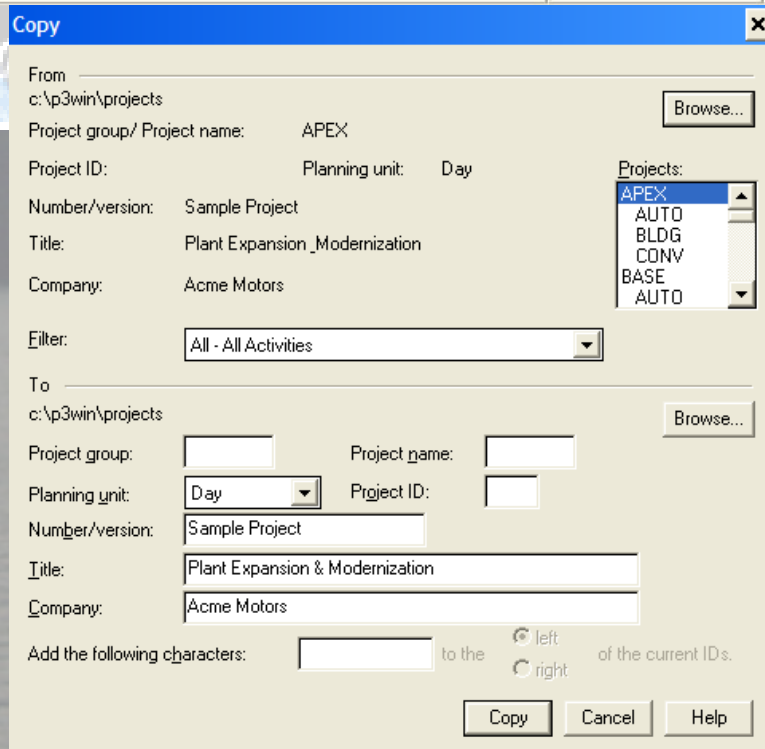 Copy
From
c:\p3win\projects
Browse...
Project group/ Project name: APEX
Project ID: Planning unit: Day Projects:
APEX
AUTO
BLDG
CONV
BASE
AUTO
Number/version: Sample Project
Title: Plant Expansion _Modernization
Company: Acme Motors
Filter: All - All Activities
To
c:\p3win\projects
Browse...
Project group: Project name:
Planning unit: Day Project ID:
Number/version: Sample Project
Title: Plant Expansion & Modernization
Company: Acme Motors
Add the following characters: to the left right of the current IDs.
Copy Cancel Help